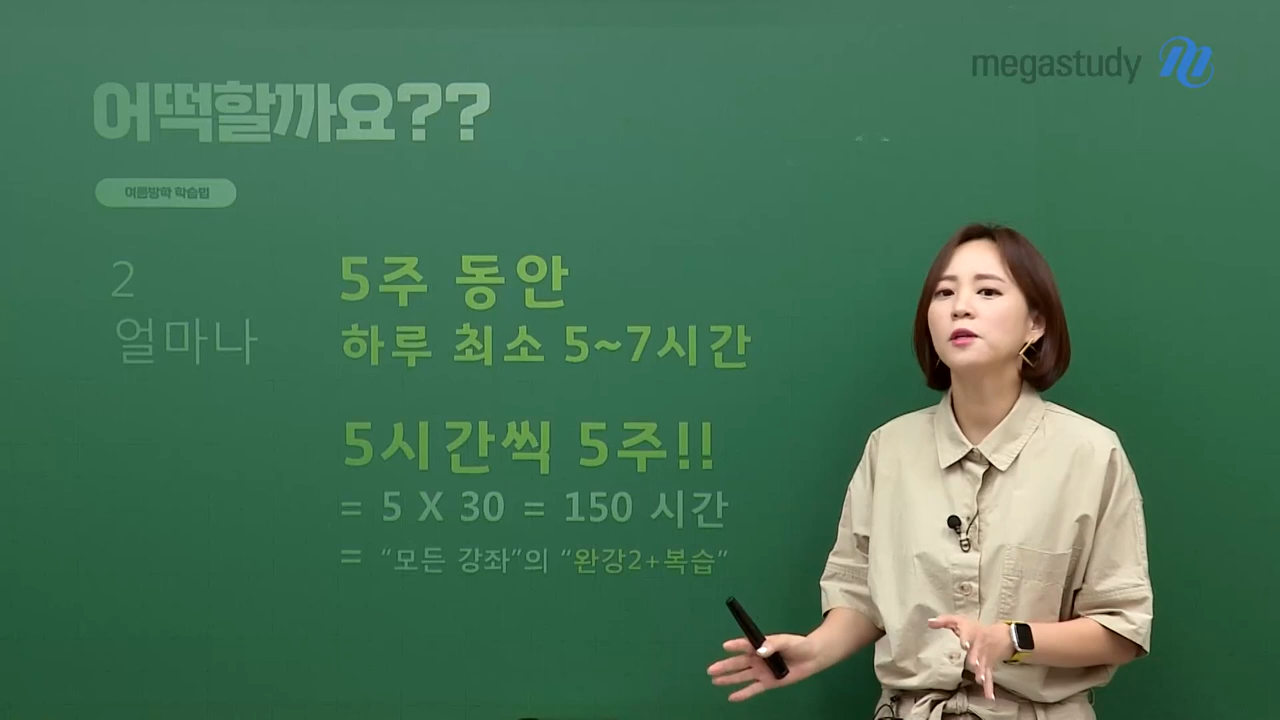 megastudy
어떡할까요??
여름방학 학습법
2
얼마나
5주 동안
하루 최소 5~7시간
5시간씩 5주!!
= 5 X 30 = 150 시간
= “모든 강좌”의 “완강2+복습”